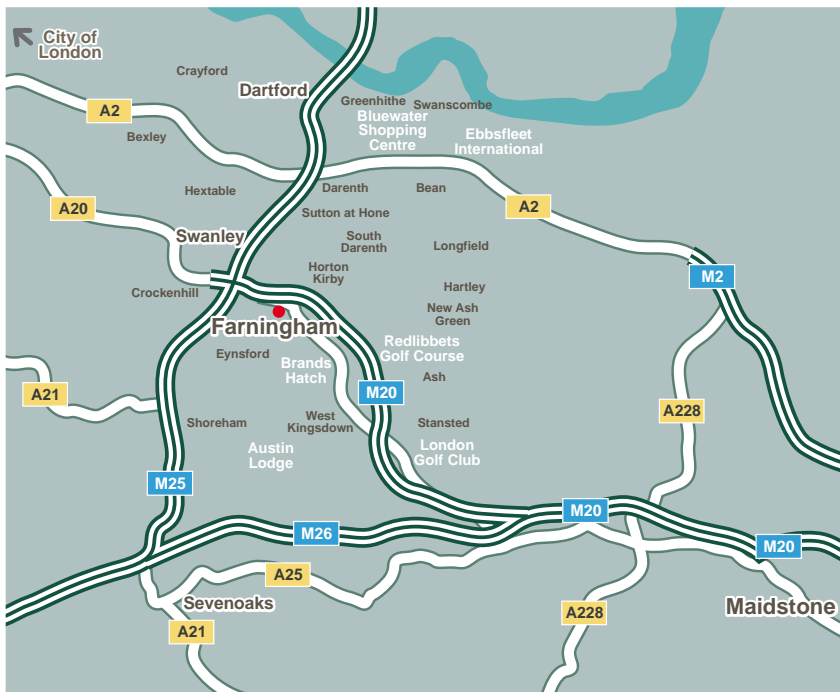 City of
London
Crayford
Dartford
Greenhithe
Swanscombe
A2
Bluewater
Shopping
Centre
Ebbsfleet
International
Bexley
Hextable
Darenth
Bean
A20
Sutton at Hone
A2
Swanley
South
Darenth
Longfield
Horton
Kirby
M2
Crockenhill
Hartley
New Ash
Green
Farningham
Redlibbets
Golf Course
Eynsford
Brands
Hatch
Ash
A21
M20
A228
Shoreham
West
Kingsdown
Stansted
Austin
Lodge
London
Golf Club
M25
M20
M26
M20
A25
Sevenoaks
Maidstone
A228
A21